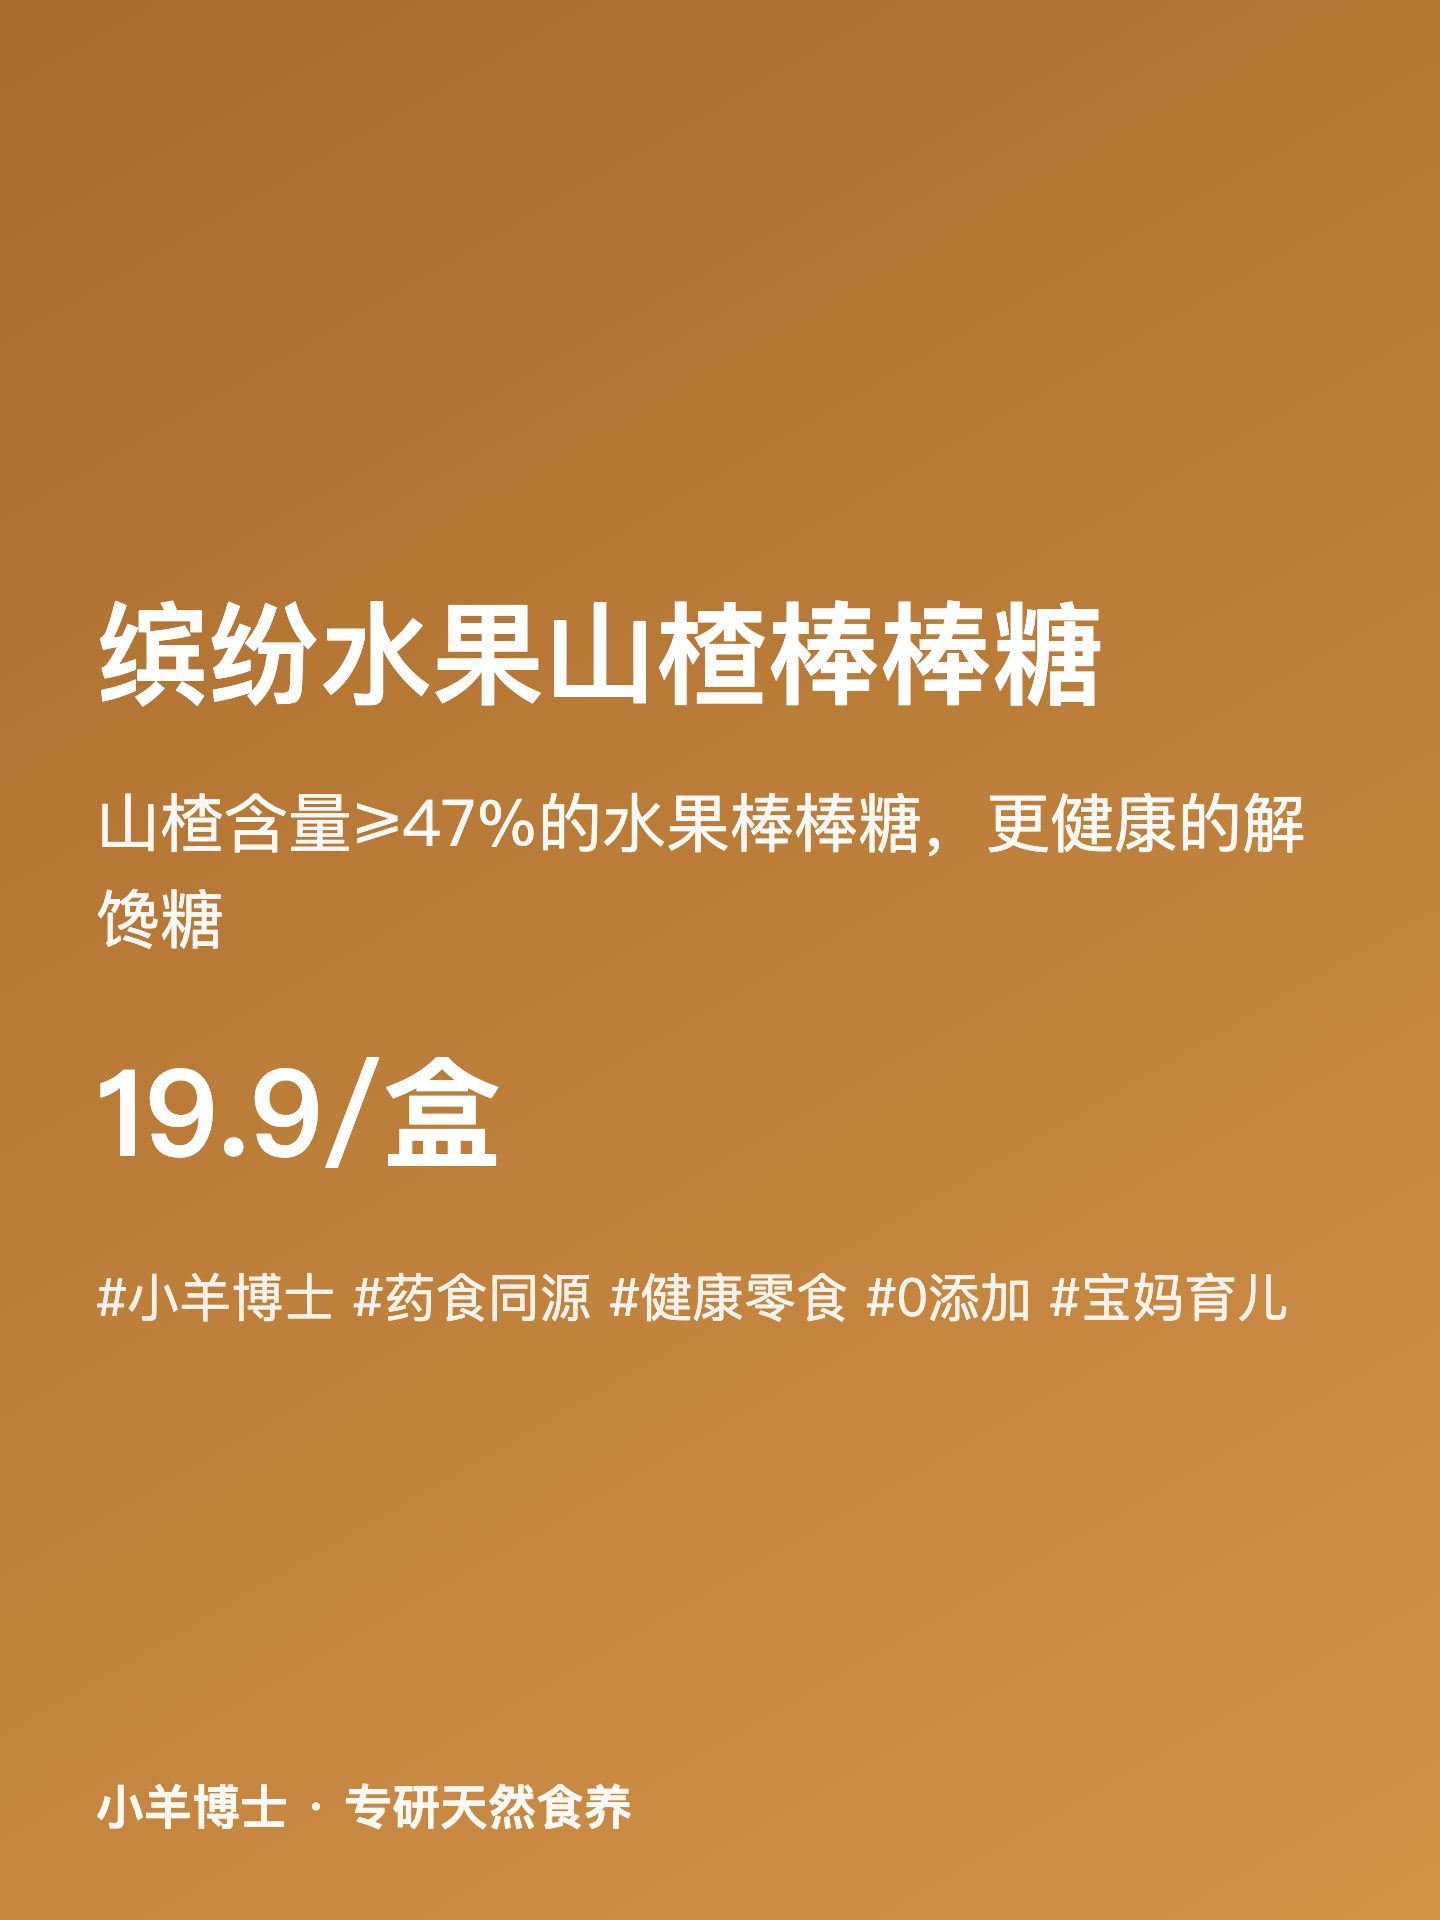 缤纷水果山楂棒棒糖
山楂含量≥47%的水果棒棒糖，更健康的解
馋糖
19.9/盒
#小羊博士 #药食同源 #健康零食 #0添加 #宝妈育儿
小羊博士 · 专研天然食养